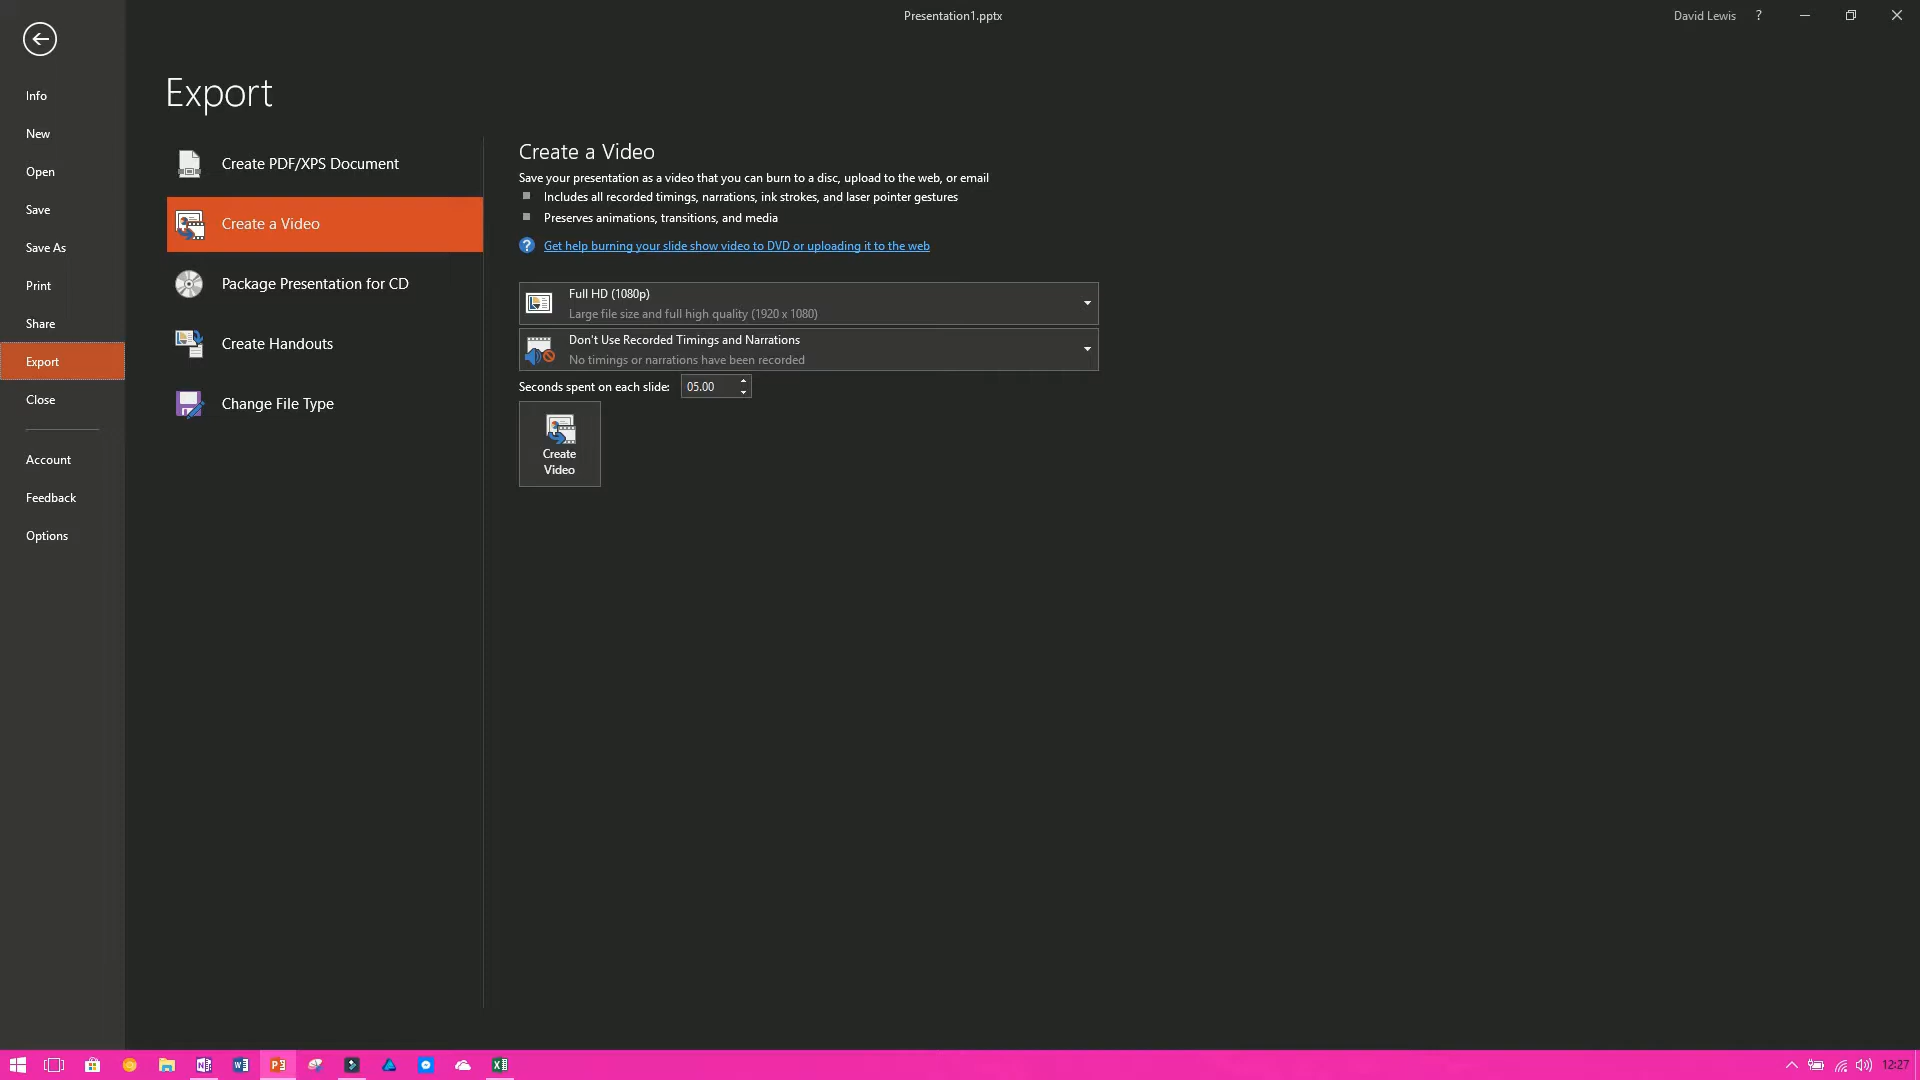 Presentation1.pptx
David Lewis
?
Info
New
Open
Save
Save As
Print
Share
Export
Close
Account
Feedback
Options
Export
Create PDF/XPS Document
Create a Video
Package Presentation for CD
Create Handouts
Change File Type
Create a Video
Save your presentation as a video that you can burn to a disc, upload to the web, or email
Includes all recorded timings, narrations, ink strokes, and laser pointer gestures
Preserves animations, transitions, and media
?
Get help burning your slide show video to DVD or uploading it to the web
Full HD (1080p)
Large file size and full high quality (1920 x 1080)
Don't Use Recorded Timings and Narrations
No timings or narrations have been recorded
Seconds spent on each slide: 05.00
Create
Video
12:27